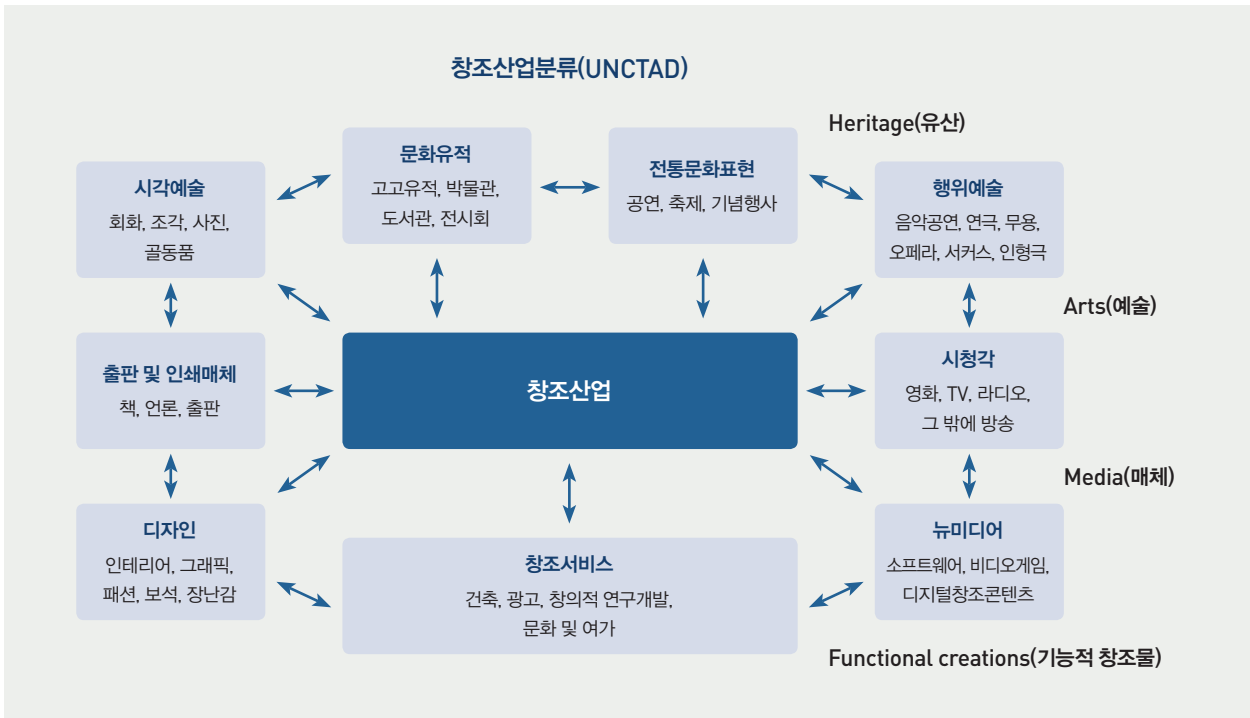 창조산업분류(UNCTAD)
Heritage(유산)
문화유적
고고유적, 박물관,
도서관, 전시회
전통문화표현
공연, 축제, 기념행사
시각예술
회화, 조각, 사진,
골동품
행위예술
음악공연, 연극, 무용,
오페라, 서커스, 인형극
Arts(예술)
출판 및 인쇄매체
책, 언론, 출판
창조산업
시청각
영화, TV, 라디오,
그 밖에 방송
Media(매체)
디자인
인테리어, 그래픽,
패션, 보석, 장난감
창조서비스
건축, 광고, 창의적 연구개발,
문화 및 여가
뉴미디어
소프트웨어, 비디오게임,
디지털창조콘텐츠
Functional creations(기능적 창조물)